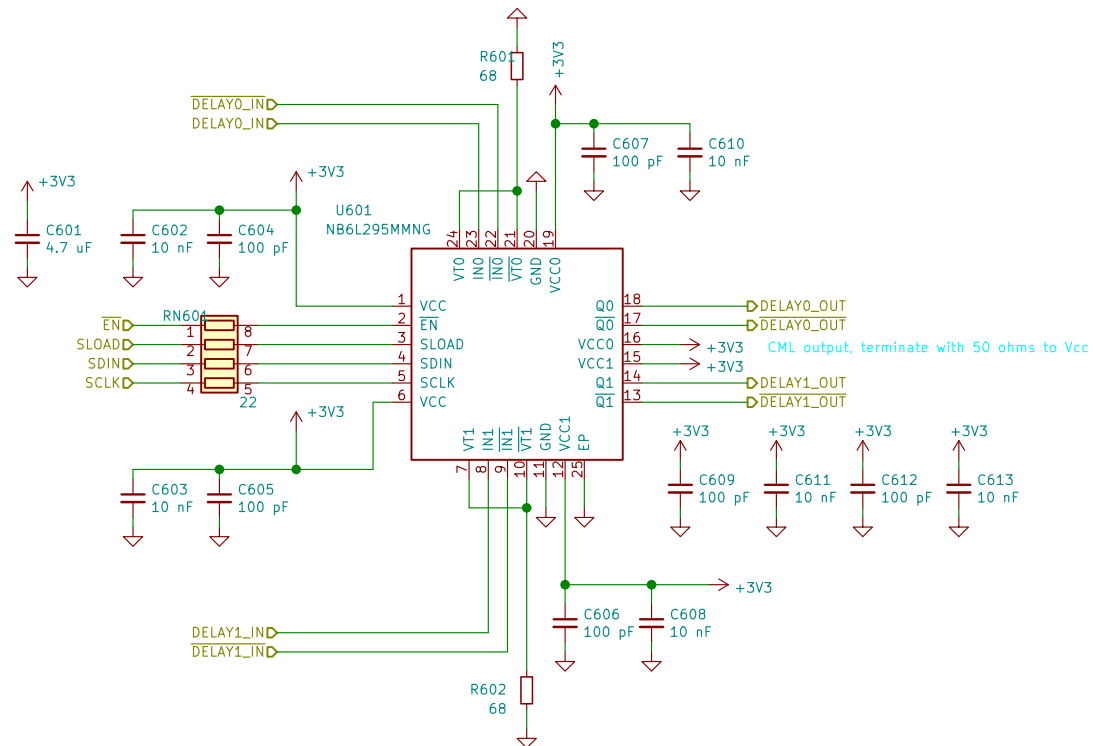 R601
68
+3V3
DELAY0_IN
DELAY0_IN
C607
100 pF
C610
10 nF
+3V3
+3V3
C601
4.7 uF
C602
10 nF
C604
100 pF
U601
NB6L295MMNG
24
23
22
21
20
19
VT0
IN0
IN0
VT0
GND
VCC0
1
VCC
2
EN
3
SLOAD
4
SDIN
5
SCLK
6
VCC
RN601
EN
SLOAD
SDIN
SCLK
1
2
3
4
8
7
6
5
22
Q0
18
DELAY0_OUT
Q0
17
DELAY0_OUT
VCC0
16
+3V3
CML output, terminate with 50 ohms to Vcc
VCC1
15
+3V3
Q1
14
DELAY1_OUT
Q1
13
DELAY1_OUT
+3V3
C603
10 nF
C605
100 pF
VT1
IN1
IN1
VT1
GND
VCC1
EP
7
8
9
10
11
12
25
+3V3
C609
100 pF
+3V3
C611
10 nF
+3V3
C612
100 pF
+3V3
C613
10 nF
+3V3
C606
100 pF
C608
10 nF
DELAY1_IN
DELAY1_IN
R602
68